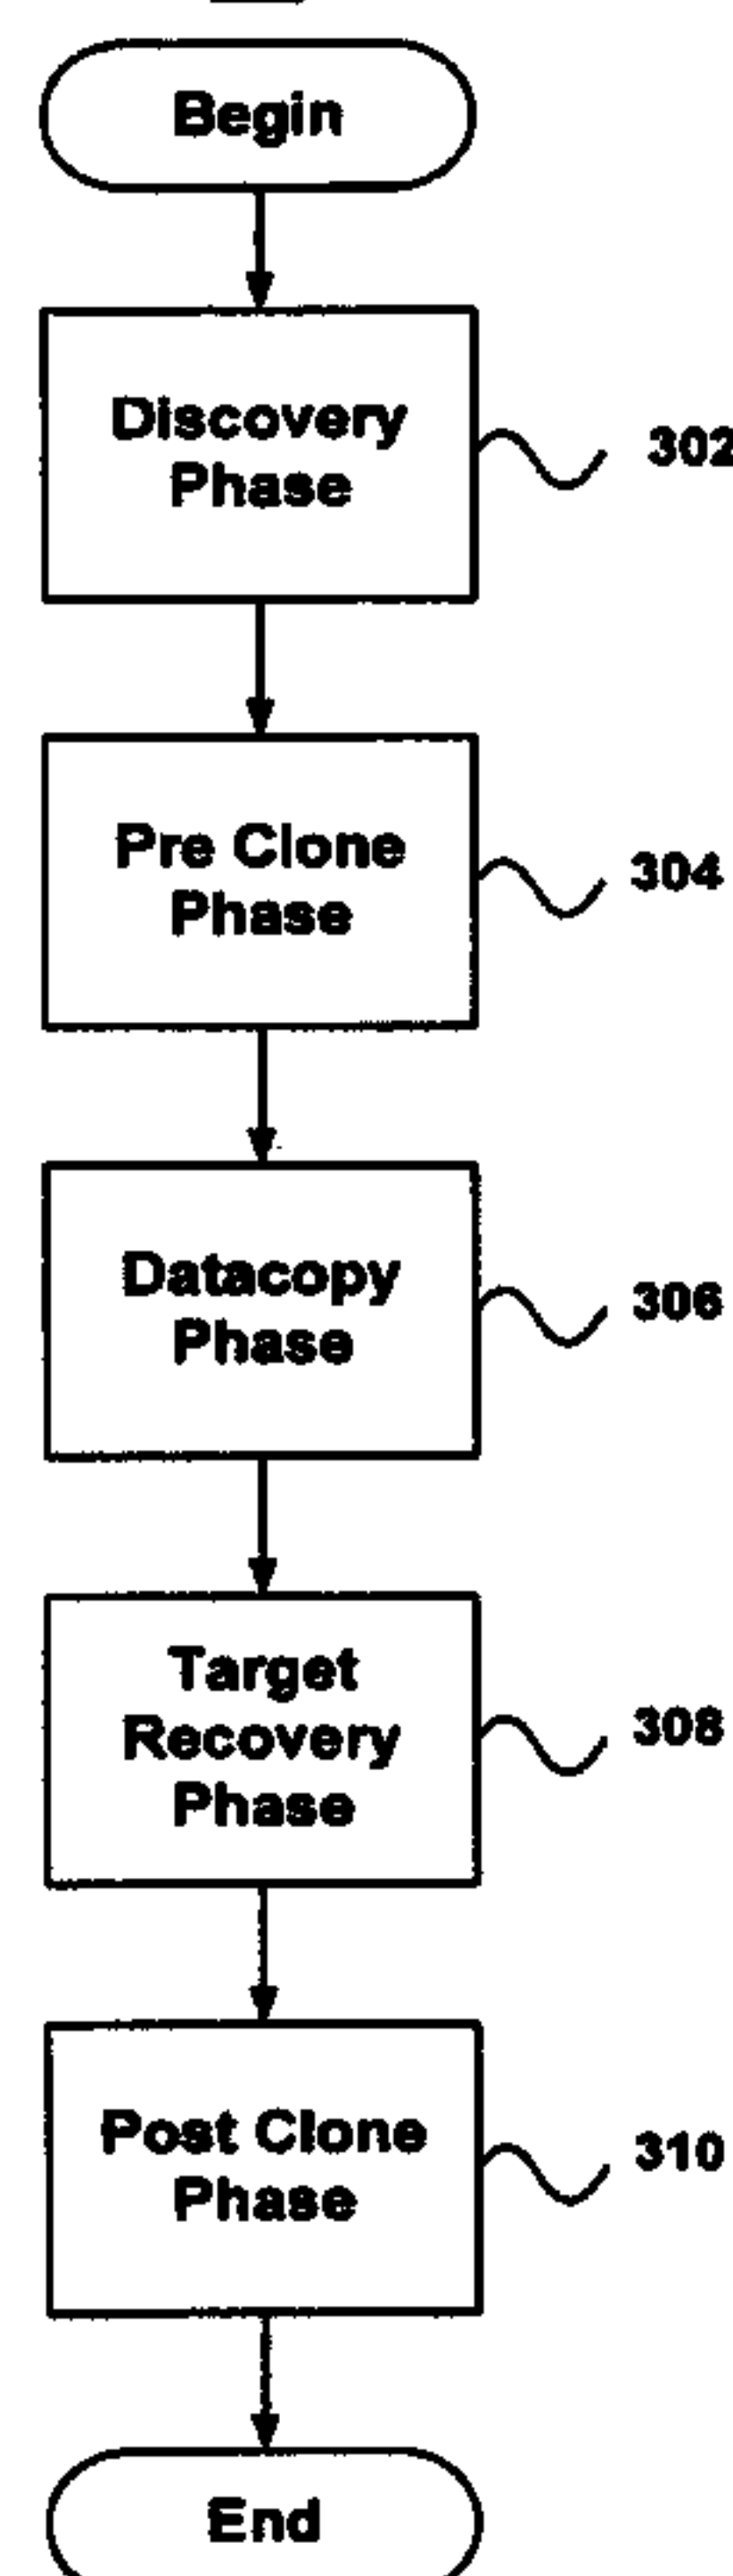 Begin
Discovery
Phase
302
Pre Clone
Phase
304
Datacopy
Phase
306
Target
Recovery
Phase
308
Post Clone
Phase
310
End